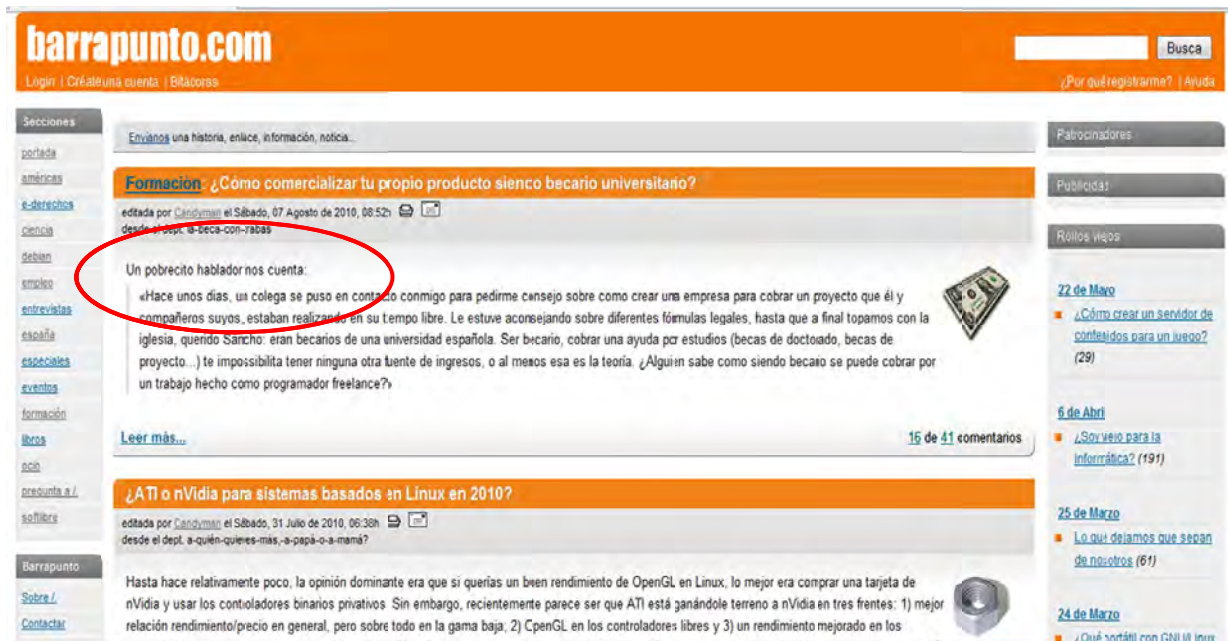 barrapunto.com
Busca
Login | Créate una cuenta | Bitácoras
¿Por qué registrarme? | Ayuda
Secciones
portada
américas
e-derechos
ciencia
debian
empleo
entrevistas
españa
especiales
eventos
formación
libros
ocio
pregunta a /.
softlibre
Barrapunto
Sobre /.
Contactar
Envíanos una historia, enlace, información, noticia...
Formación: ¿Cómo comercializar tu propio producto siendo becario universitario?
editada por Candyman el Sábado, 07 Agosto de 2010, 08:52h
desde el dept. la-beca-con-rabas
Un pobrecito hablador nos cuenta:
«Hace unos días, un colega se puso en contacto conmigo para pedirme consejo sobre como crear una empresa para cobrar un proyecto que él y
compañeros suyos, estaban realizando en su tiempo libre. Le estuve aconsejando sobre diferentes fórmulas legales, hasta que a final topamos con la
iglesia, querido Sancho: eran becarios de una universidad española. Ser becario, cobrar una ayuda por estudios (becas de doctorado, becas de
proyecto...) te imposibilita tener ninguna otra fuente de ingresos, o al menos esa es la teoría. ¿Alguien sabe como siendo becario se puede cobrar por
un trabajo hecho como programador freelance?»
Leer más...
16 de 41 comentarios
¿ATI o nVidia para sistemas basados en Linux en 2010?
editada por Candyman el Sábado, 31 Julio de 2010, 06:38h
desde el dept. a-quién-quieres-más,-a-papá-o-a-mamá?
Hasta hace relativamente poco, la opinión dominante era que si querías un buen rendimiento de OpenGL en Linux, lo mejor era comprar una tarjeta de
nVidia y usar los controladores binarios privativos. Sin embargo, recientemente parece ser que ATI está ganándole terreno a nVidia en tres frentes: 1) mejor
relación rendimiento/precio en general, pero sobre todo en la gama baja; 2) OpenGL en los controladores libres y 3) un rendimiento mejorado en los
Patrocinadores
Publicidad
Rollos viejos
22 de Mayo
¿Cómo crear un servidor de
contenidos para un juego?
(29)
6 de Abril
¿Soy viejo para la
informática? (191)
25 de Marzo
Lo que dejamos que sepan
de nosotros (61)
24 de Marzo
¿Qué portátil con GNU/Linux